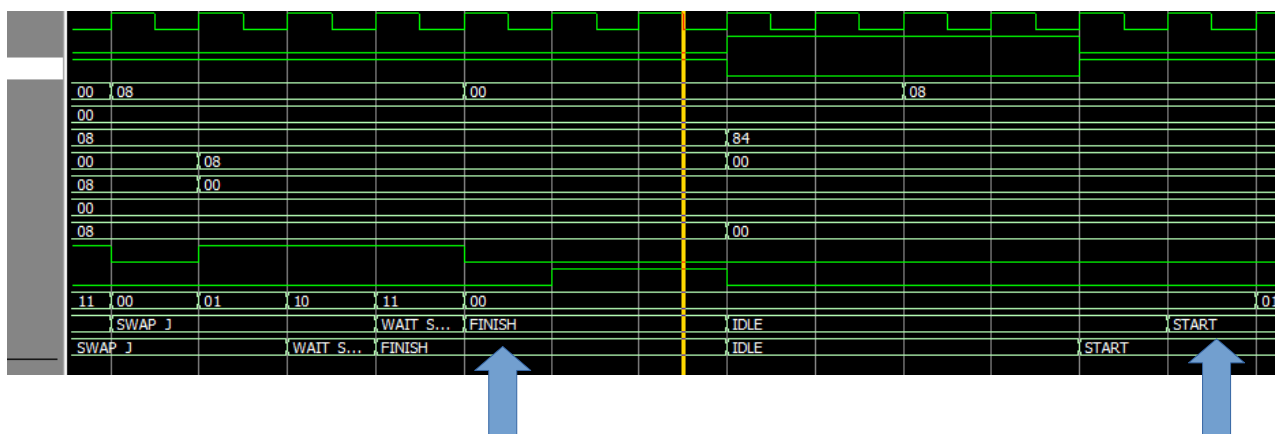 00 08 00 08
00
08 84
00 08 00
08 00
00
08 00
11 00 01 10 11 00 01
SWAP J WAIT S... FINISH IDLE START
SWAP J WAIT S... FINISH IDLE START